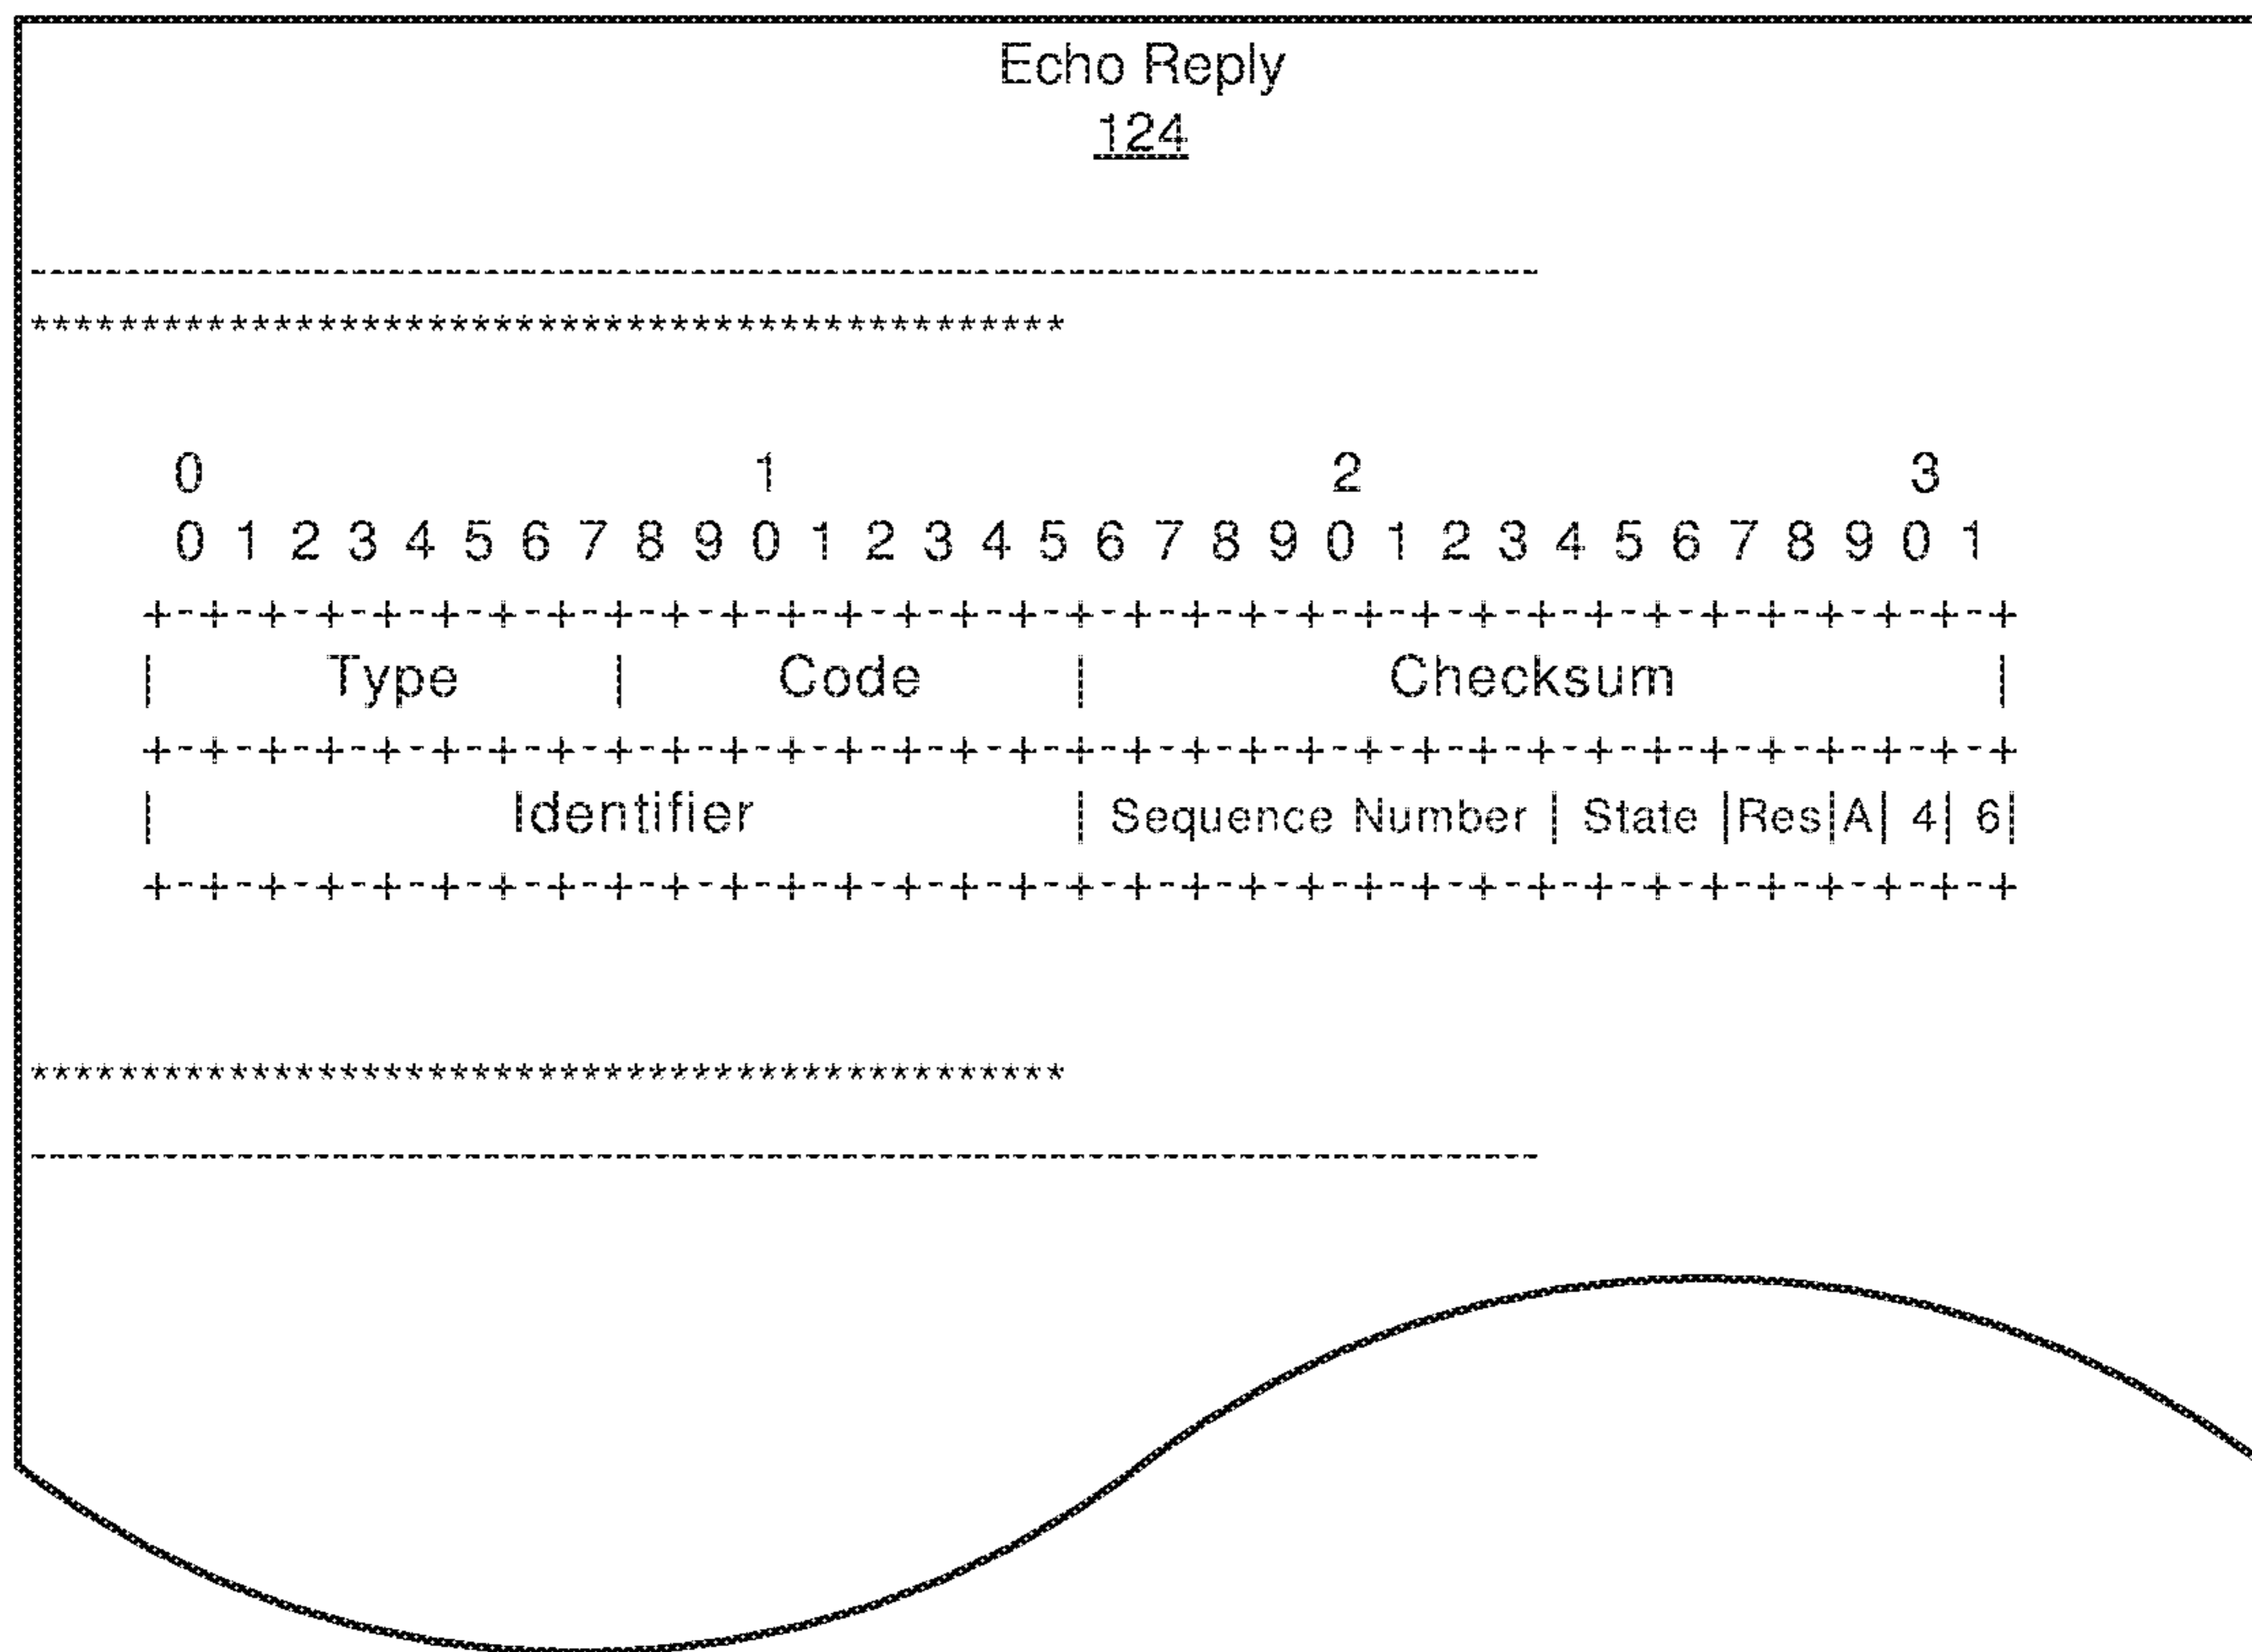 Echo Reply
124
--------------------------------------------------------------------------------
***********************************************
0 1 2 3
0 1 2 3 4 5 6 7 8 9 0 1 2 3 4 5 6 7 8 9 0 1 2 3 4 5 6 7 8 9 0 1
+-+-+-+-+-+-+-+-+-+-+-+-+-+-+-+-+-+-+-+-+-+-+-+-+-+-+-+-+-+-+-+-+
| Type | Code | Checksum |
+-+-+-+-+-+-+-+-+-+-+-+-+-+-+-+-+-+-+-+-+-+-+-+-+-+-+-+-+-+-+-+-+
| Identifier | Sequence Number | State |Res|A| 4| 6|
+-+-+-+-+-+-+-+-+-+-+-+-+-+-+-+-+-+-+-+-+-+-+-+-+-+-+-+-+-+-+-+-+
***********************************************
--------------------------------------------------------------------------------